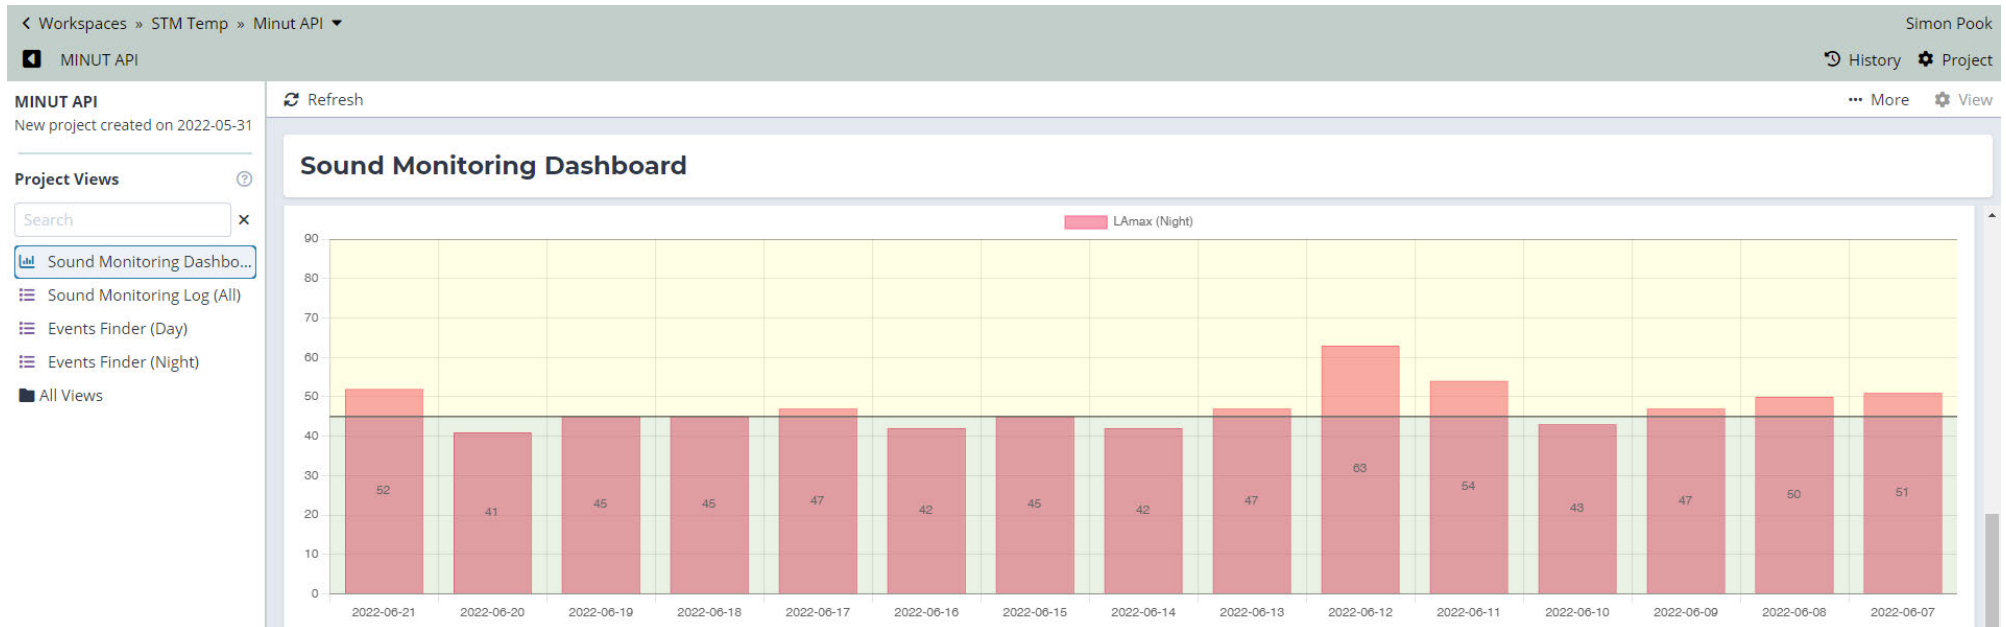 Workspaces » STM Temp » Minut API
Simon Pook
MINUT API
History Project
MINUT API
New project created on 2022-05-31
Project Views
Search
Sound Monitoring Dashbo...
Sound Monitoring Log (All)
Events Finder (Day)
Events Finder (Night)
All Views
Refresh
More View
Sound Monitoring Dashboard
LAmax (Night)
90
80
70
60
50
40
30
20
10
0
52 41 45 45 47 42 45 42 47 63 54 43 47 50 51
2022-06-21 2022-06-20 2022-06-19 2022-06-18 2022-06-17 2022-06-16 2022-06-15 2022-06-14 2022-06-13 2022-06-12 2022-06-11 2022-06-10 2022-06-09 2022-06-08 2022-06-07